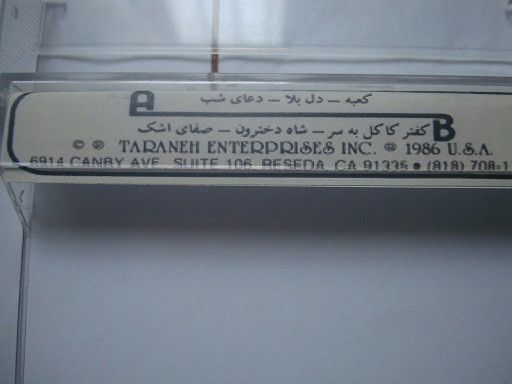 A کعبه – دل بلا – دعای شب
B کفتر کاکل به سر – شاه دخترون – صفای اشک
© ℗ TARANEH ENTERPRISES INC. ℗ 1986 U.S.A.
6914 CANBY AVE., SUITE 106, RESEDA, CA 91335 • (818) 708-1